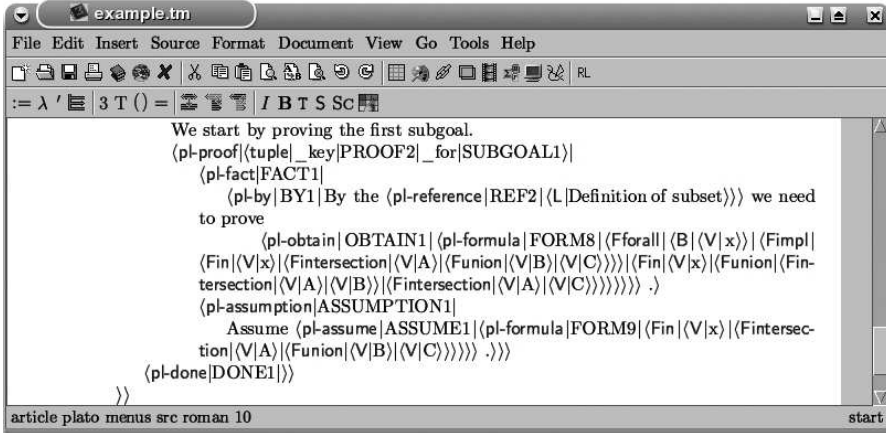 example.tm
File Edit Insert Source Format Document View Go Tools Help
RL
:= λ ′ 3 T () = I B T S SC
We start by proving the first subgoal.
⟨pl-proof|⟨tuple|_key|PROOF2|_for|SUBGOAL1⟩|
⟨pl-fact|FACT1|
⟨pl-by|BY1|By the ⟨pl-reference|REF2|⟨L|Definition of subset⟩⟩⟩ we need
to prove
⟨pl-obtain|OBTAIN1|⟨pl-formula|FORM8|⟨Fforall|⟨B|⟨V|x⟩⟩|⟨Fimpl|
⟨Fin|⟨V|x⟩|⟨Fintersection|⟨V|A⟩|⟨Funion|⟨V|B⟩|⟨V|C⟩⟩⟩⟩|⟨Fin|⟨V|x⟩|⟨Funion|⟨Fin-
tersection|⟨V|A⟩|⟨V|B⟩⟩|⟨Fintersection|⟨V|A⟩|⟨V|C⟩⟩⟩⟩⟩⟩⟩⟩ .⟩
⟨pl-assumption|ASSUMPTION1|
Assume ⟨pl-assume|ASSUME1|⟨pl-formula|FORM9|⟨Fin|⟨V|x⟩|⟨Fintersec-
tion|⟨V|A⟩|⟨Funion|⟨V|B⟩|⟨V|C⟩⟩⟩⟩⟩⟩ .⟩⟩⟩
⟨pl-done|DONE1|⟩⟩
⟩⟩
article plato menus src roman 10 start